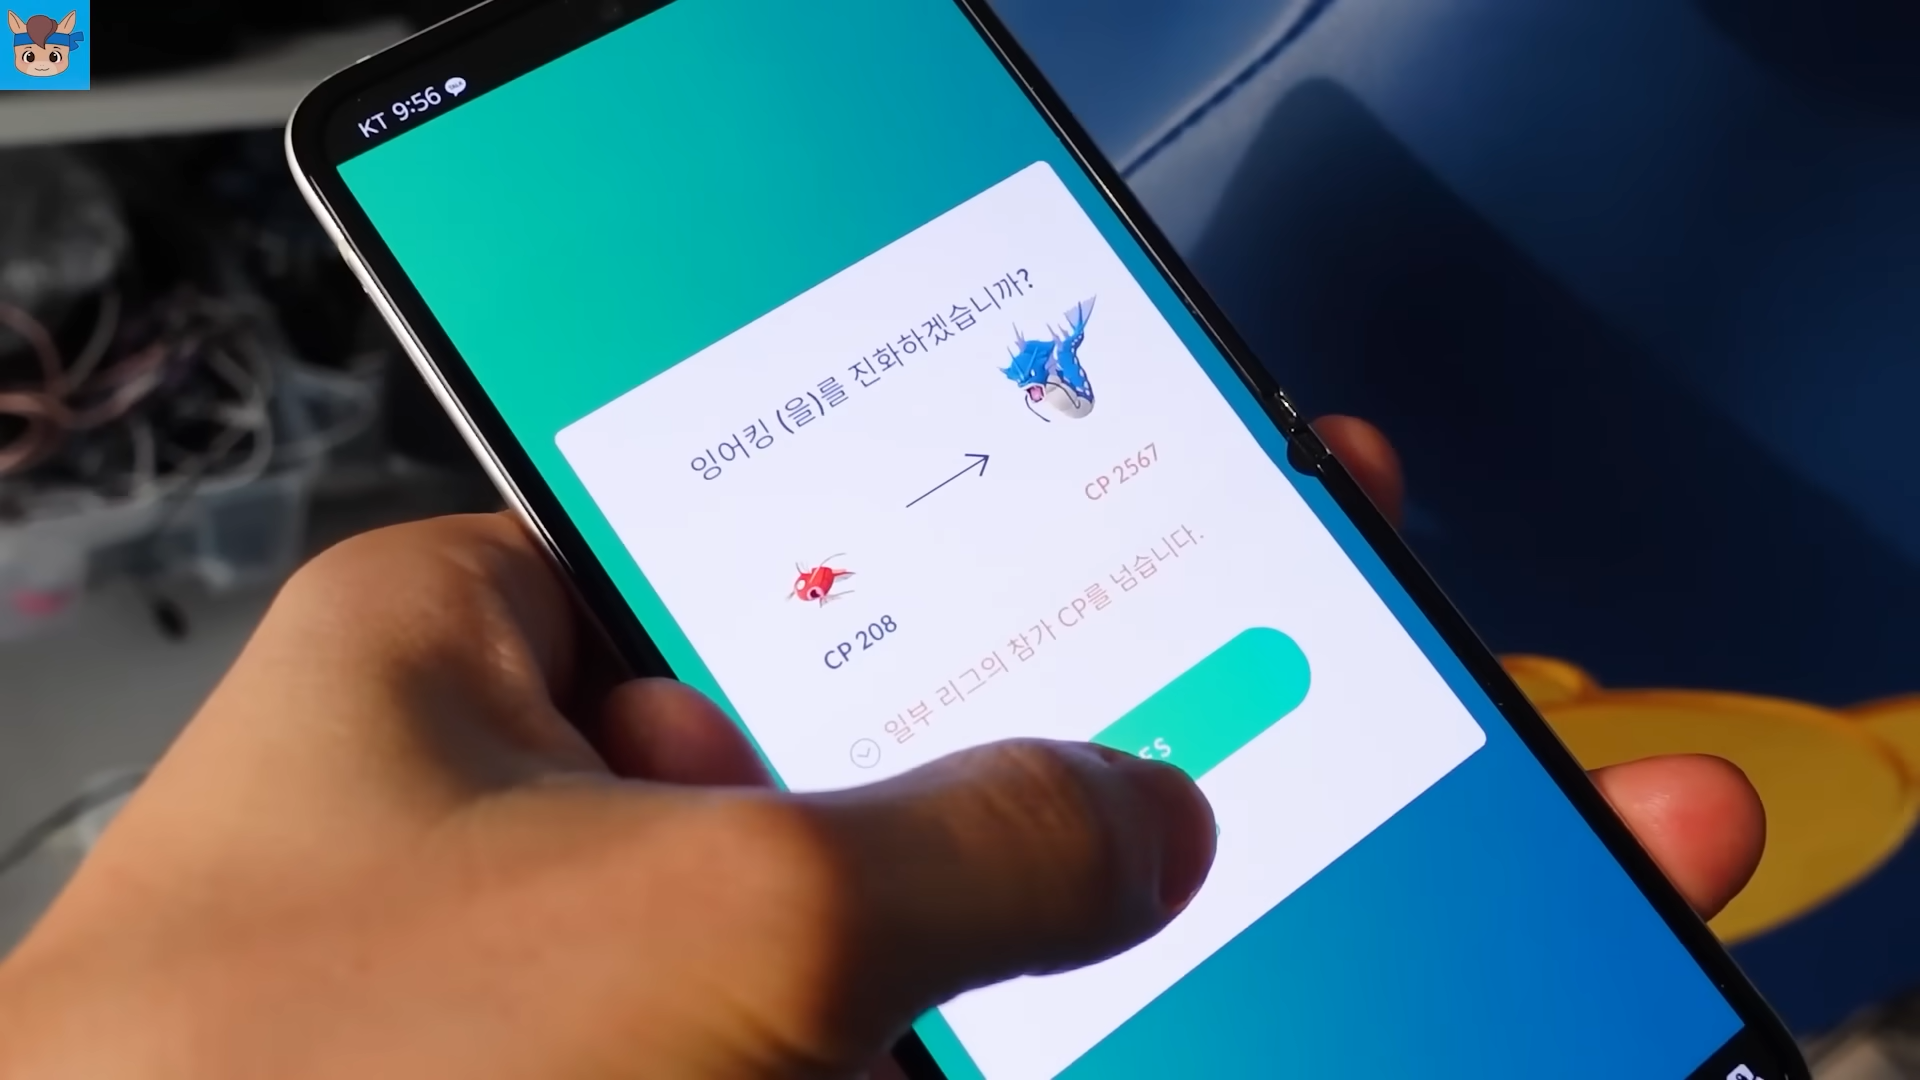 KT 9:56
잉어킹 (을)를 진화하겠습니까?
CP 2567
CP 208
일부 리그의 참가 CP를 넘습니다.